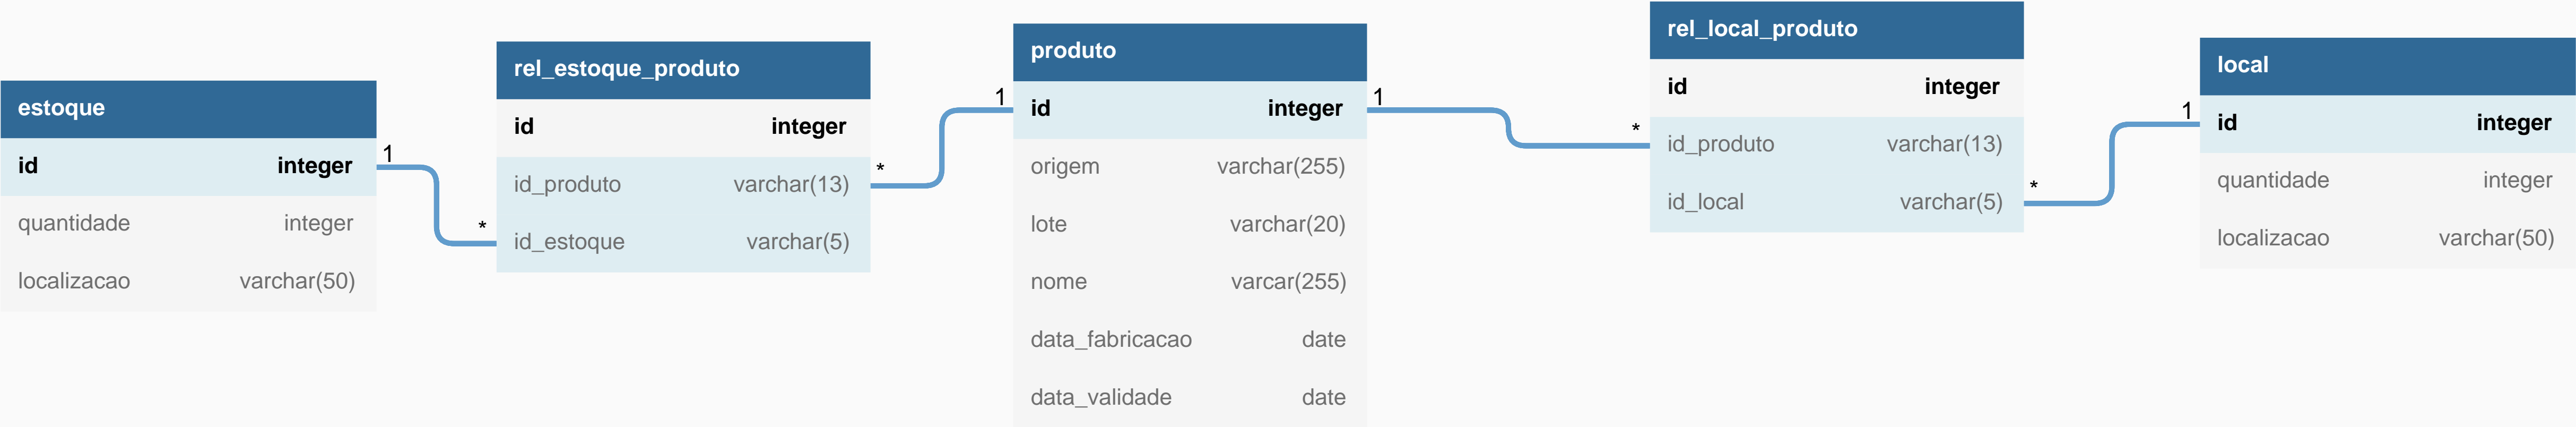 estoque
id integer
quantidade integer
localizacao varchar(50)
1
*
rel_estoque_produto
id integer
id_produto varchar(13)
id_estoque varchar(5)
*
1
produto
id integer
origem varchar(255)
lote varchar(20)
nome varcar(255)
data_fabricacao date
data_validade date
1
*
rel_local_produto
id integer
id_produto varchar(13)
id_local varchar(5)
*
1
local
id integer
quantidade integer
localizacao varchar(50)